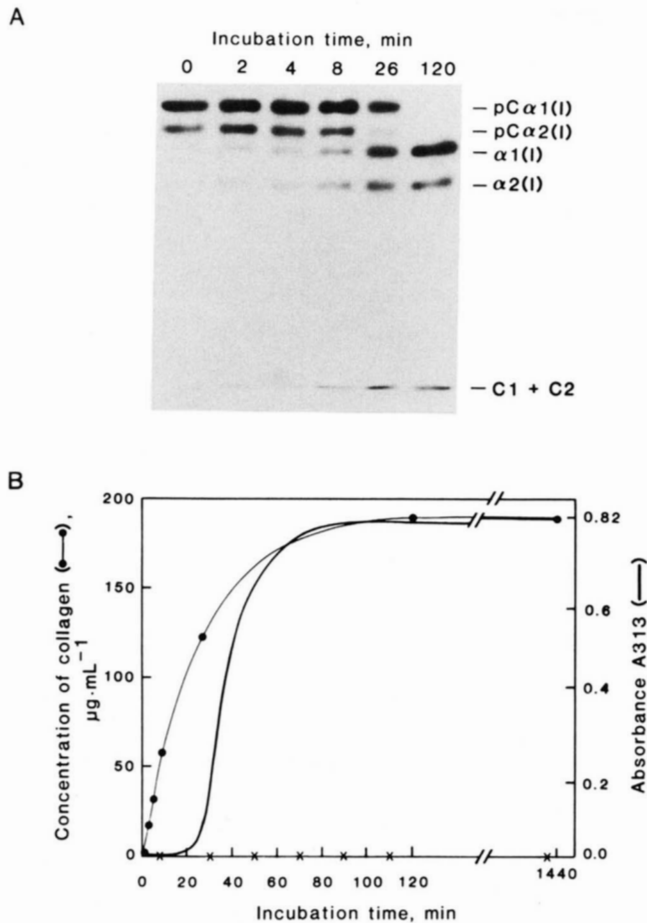 A
Incubation time, min
0 2 4 8 26 120
pCα1(I)
pCα2(I)
α1(I)
α2(I)
C1 + C2
B
Concentration of collagen (●—●), µg·mL⁻¹
200
150
100
50
0
0.82
0.6
0.4
0.2
0.0
Absorbance A313 (—)
0 20 40 60 80 100 120 1440
Incubation time, min